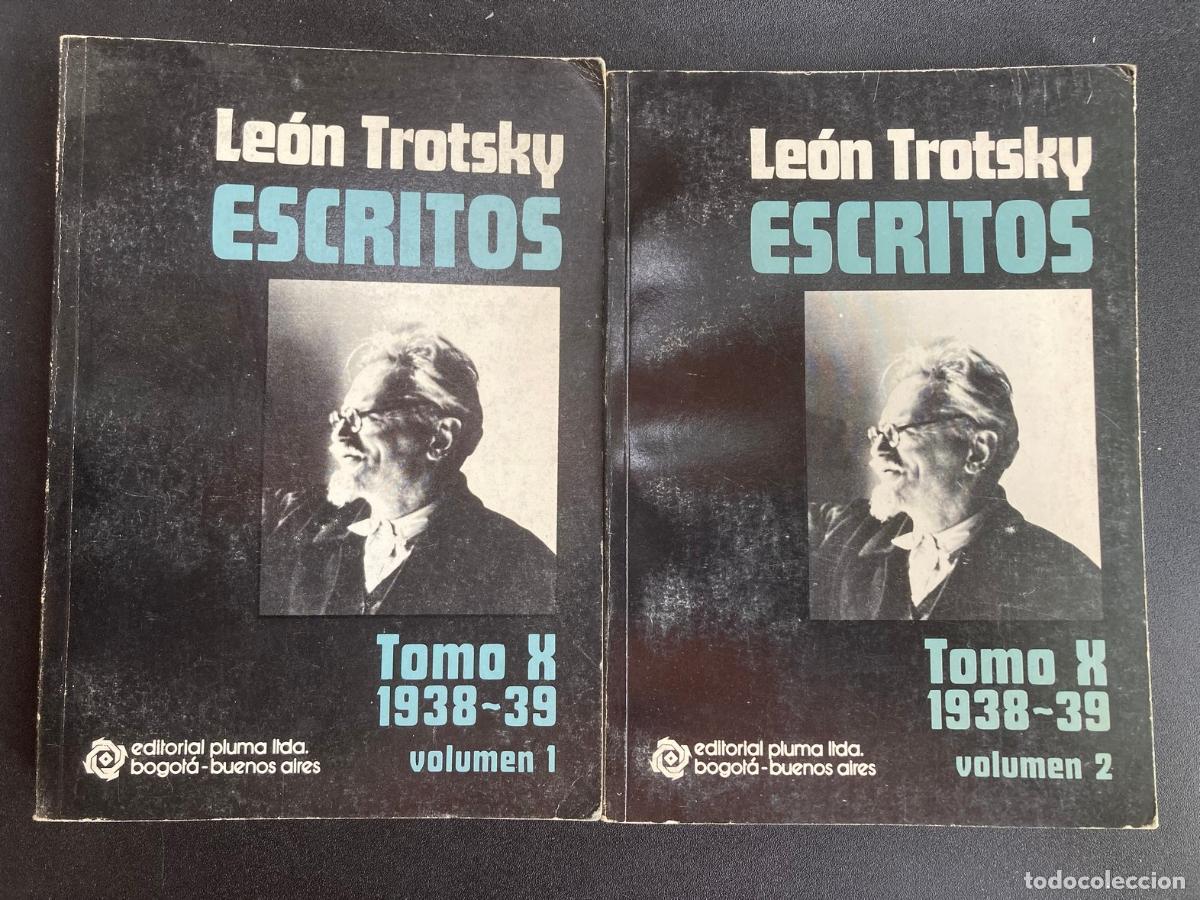 León Trotsky
ESCRITOS
Tomo X
1938~39
volumen 1
editorial pluma ltda.
bogotá-buenos aires
León Trotsky
ESCRITOS
Tomo X
1938~39
volumen 2
editorial pluma ltda.
bogotá-buenos aires
todocoleccion